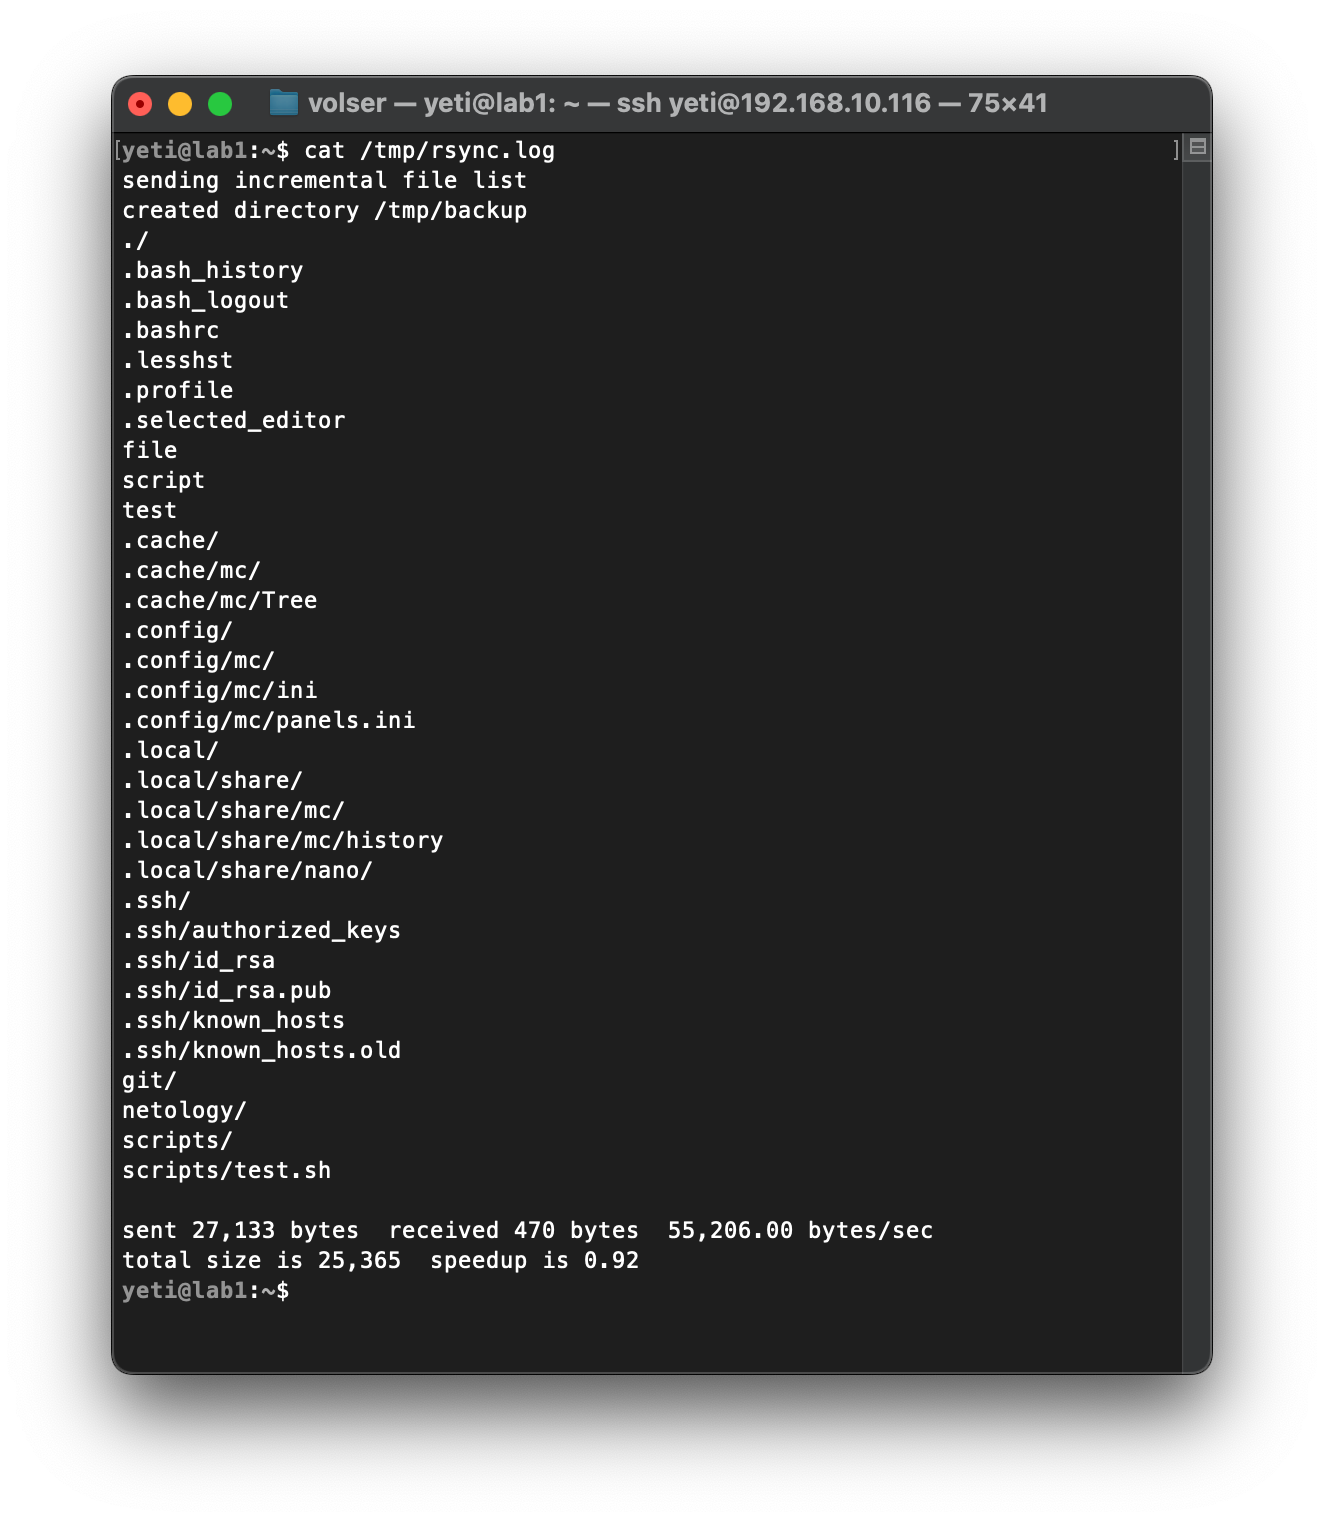 volser — yeti@lab1: ~ — ssh yeti@192.168.10.116 — 75×41
[yeti@lab1:~$ cat /tmp/rsync.log ]
sending incremental file list
created directory /tmp/backup
./
.bash_history
.bash_logout
.bashrc
.lesshst
.profile
.selected_editor
file
script
test
.cache/
.cache/mc/
.cache/mc/Tree
.config/
.config/mc/
.config/mc/ini
.config/mc/panels.ini
.local/
.local/share/
.local/share/mc/
.local/share/mc/history
.local/share/nano/
.ssh/
.ssh/authorized_keys
.ssh/id_rsa
.ssh/id_rsa.pub
.ssh/known_hosts
.ssh/known_hosts.old
git/
netology/
scripts/
scripts/test.sh
sent 27,133 bytes  received 470 bytes  55,206.00 bytes/sec
total size is 25,365  speedup is 0.92
yeti@lab1:~$